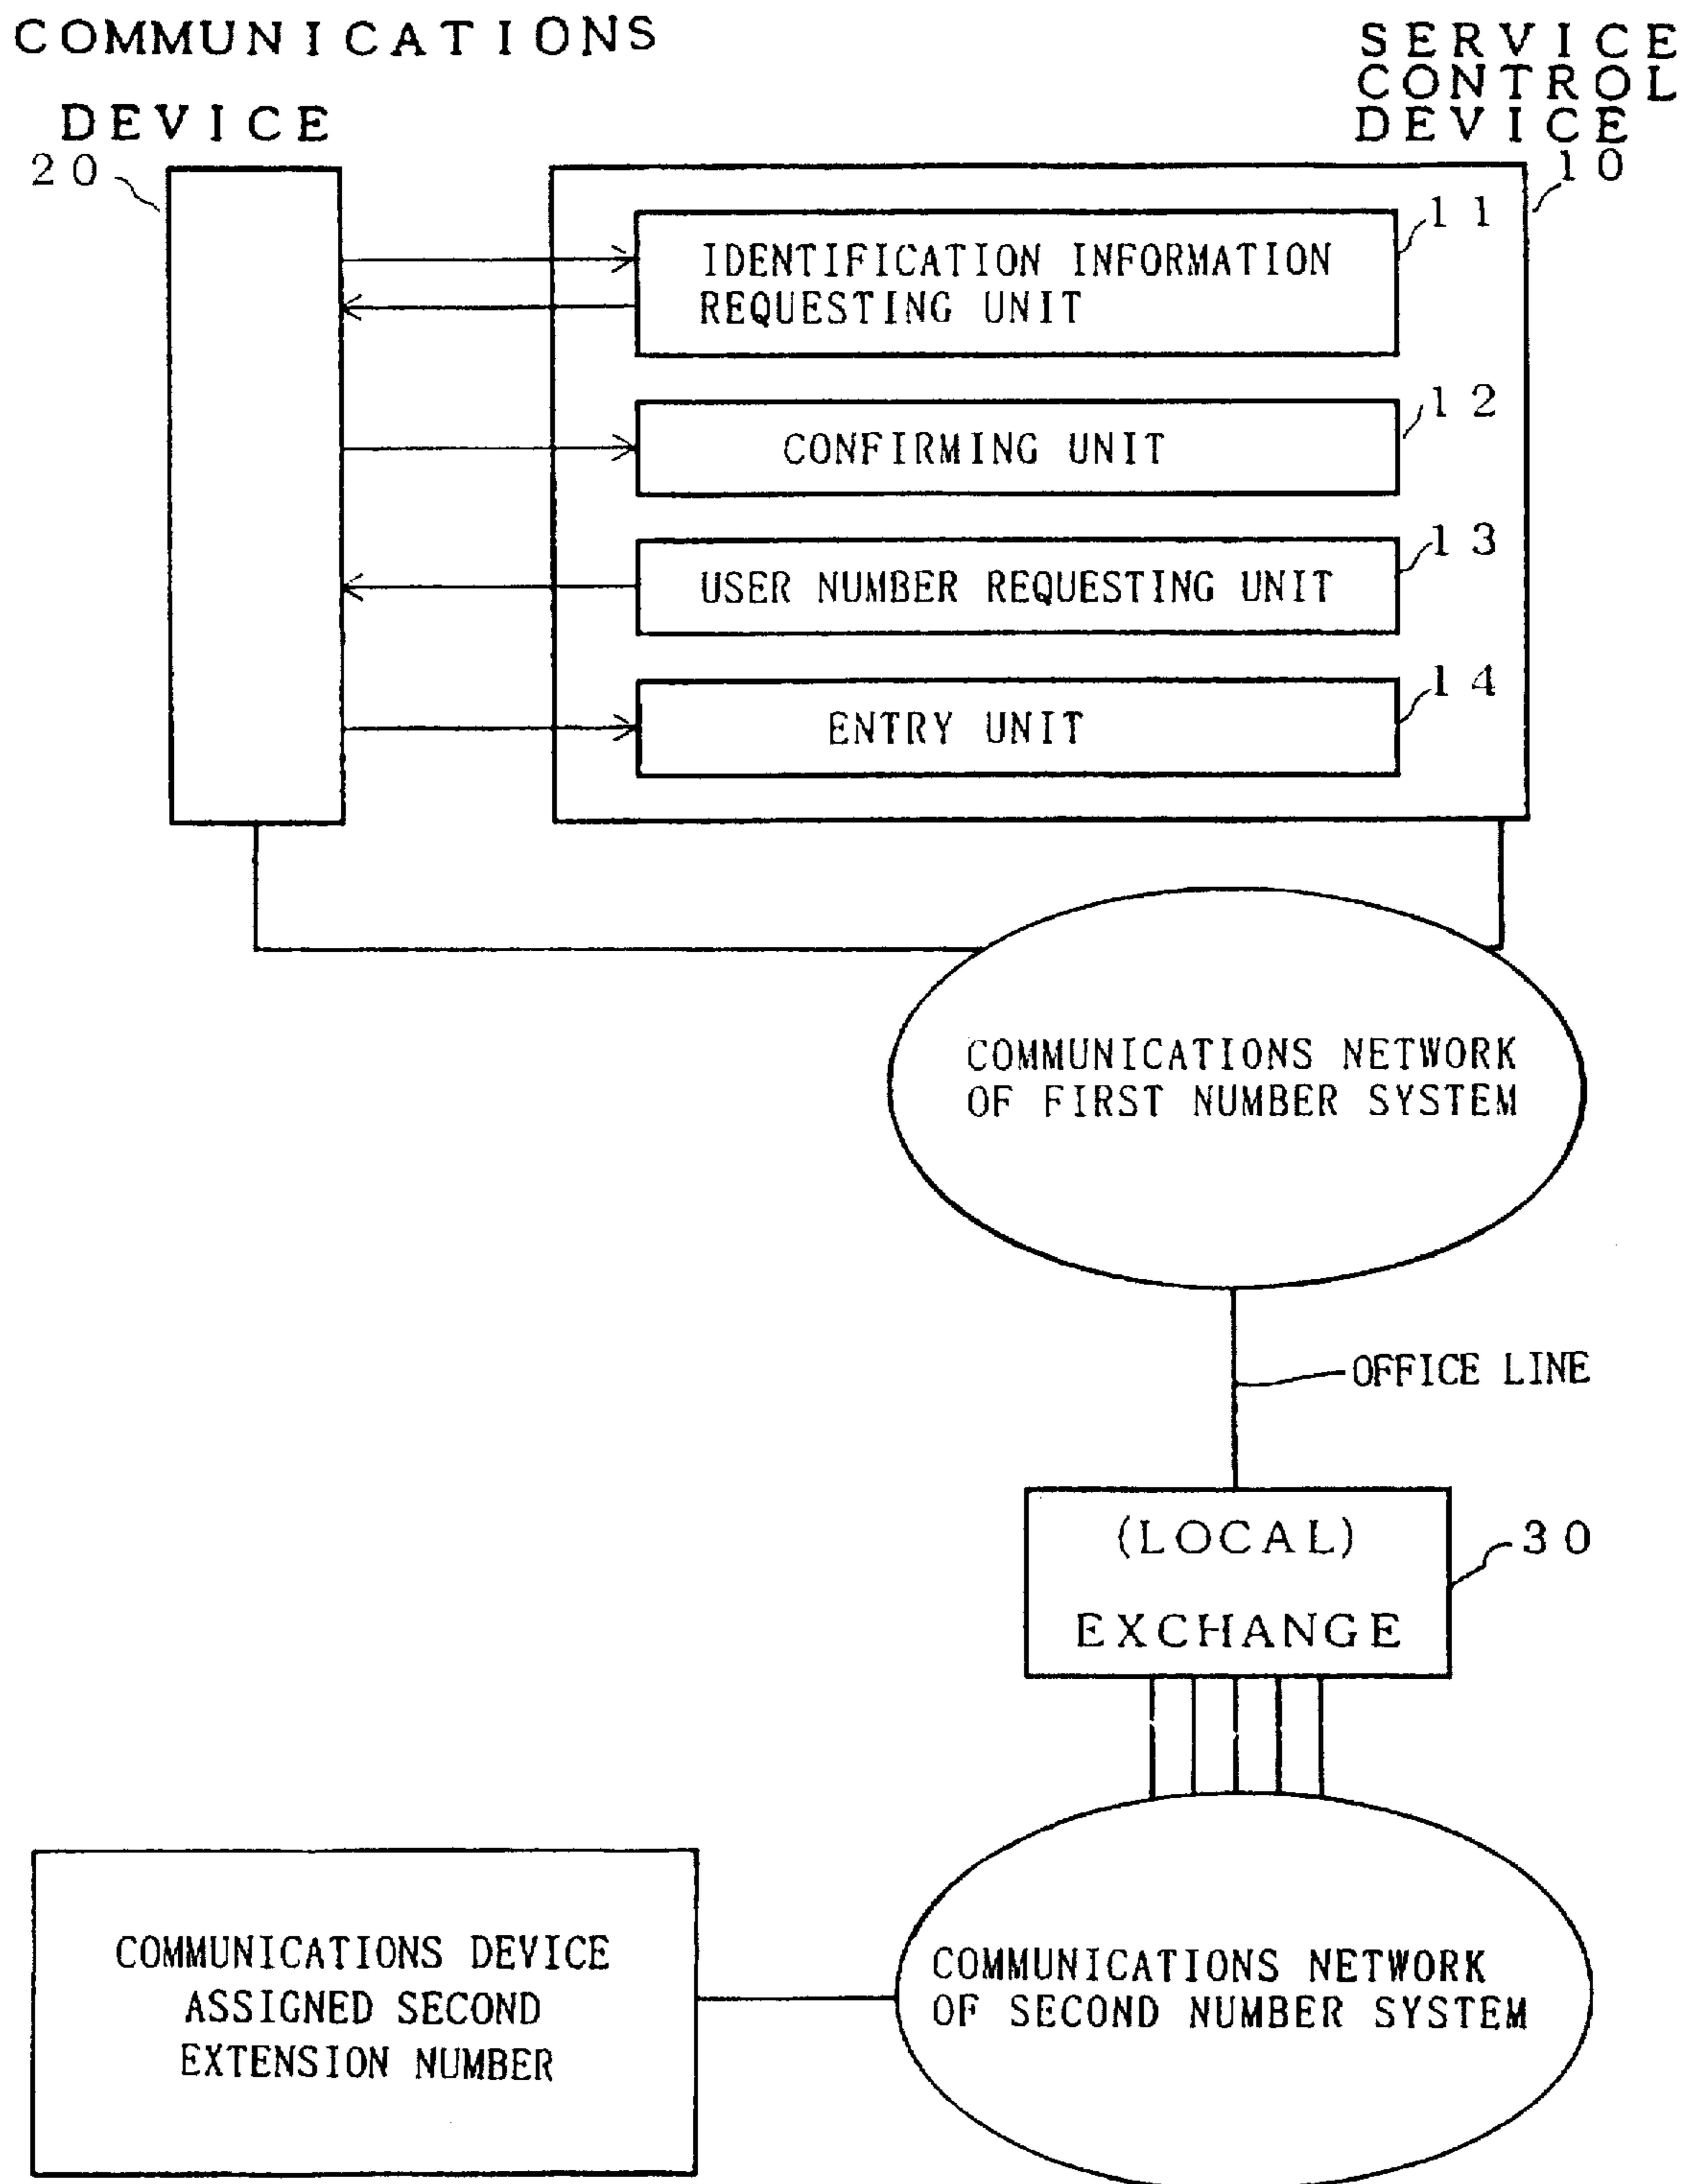 COMMUNICATIONS
DEVICE
20
SERVICE
CONTROL
DEVICE
10
IDENTIFICATION INFORMATION
REQUESTING UNIT
11
CONFIRMING UNIT
12
USER NUMBER REQUESTING UNIT
13
ENTRY UNIT
14
COMMUNICATIONS NETWORK
OF FIRST NUMBER SYSTEM
OFFICE LINE
(LOCAL)
EXCHANGE
30
COMMUNICATIONS DEVICE
ASSIGNED SECOND
EXTENSION NUMBER
COMMUNICATIONS NETWORK
OF SECOND NUMBER SYSTEM